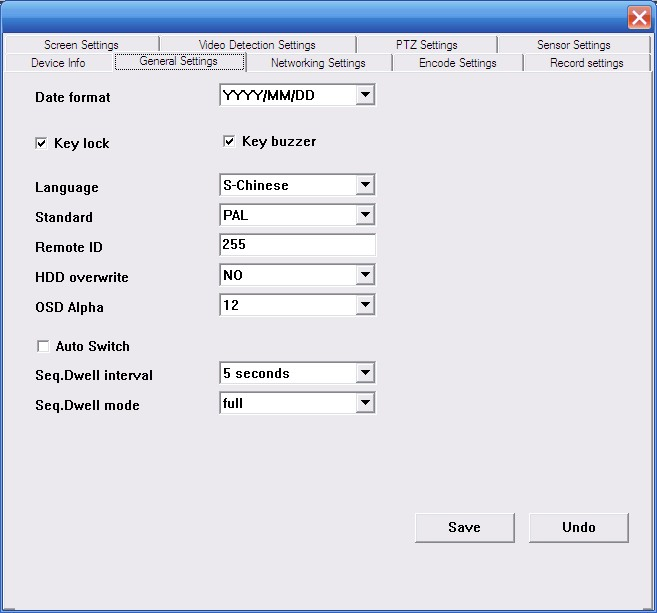 Screen Settings Video Detection Settings PTZ Settings Sensor Settings
Device Info General Settings Networking Settings Encode Settings Record settings
Date format YYYY/MM/DD
Key lock Key buzzer
Language S-Chinese
Standard PAL
Remote ID 255
HDD overwrite NO
OSD Alpha 12
Auto Switch
Seq.Dwell interval 5 seconds
Seq.Dwell mode full
Save Undo